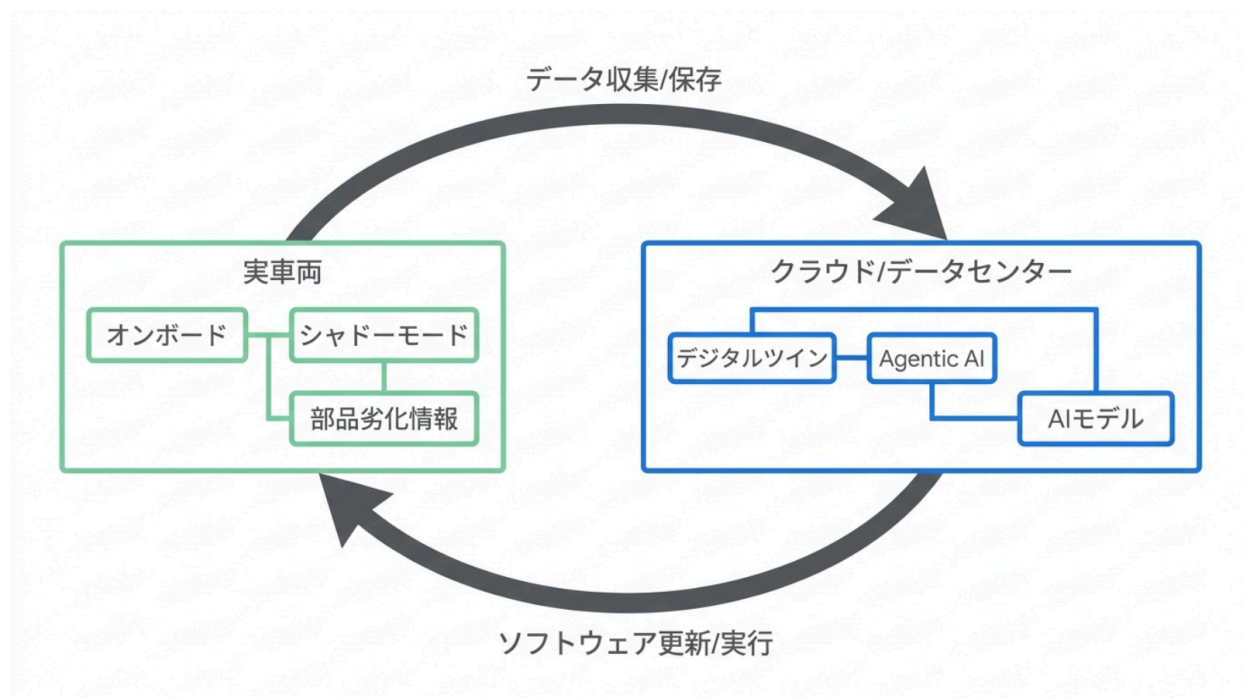 データ収集/保存
実車両
オンボード
シャドーモード
部品劣化情報
クラウド/データセンター
デジタルツイン
Agentic AI
AIモデル
ソフトウェア更新/実行